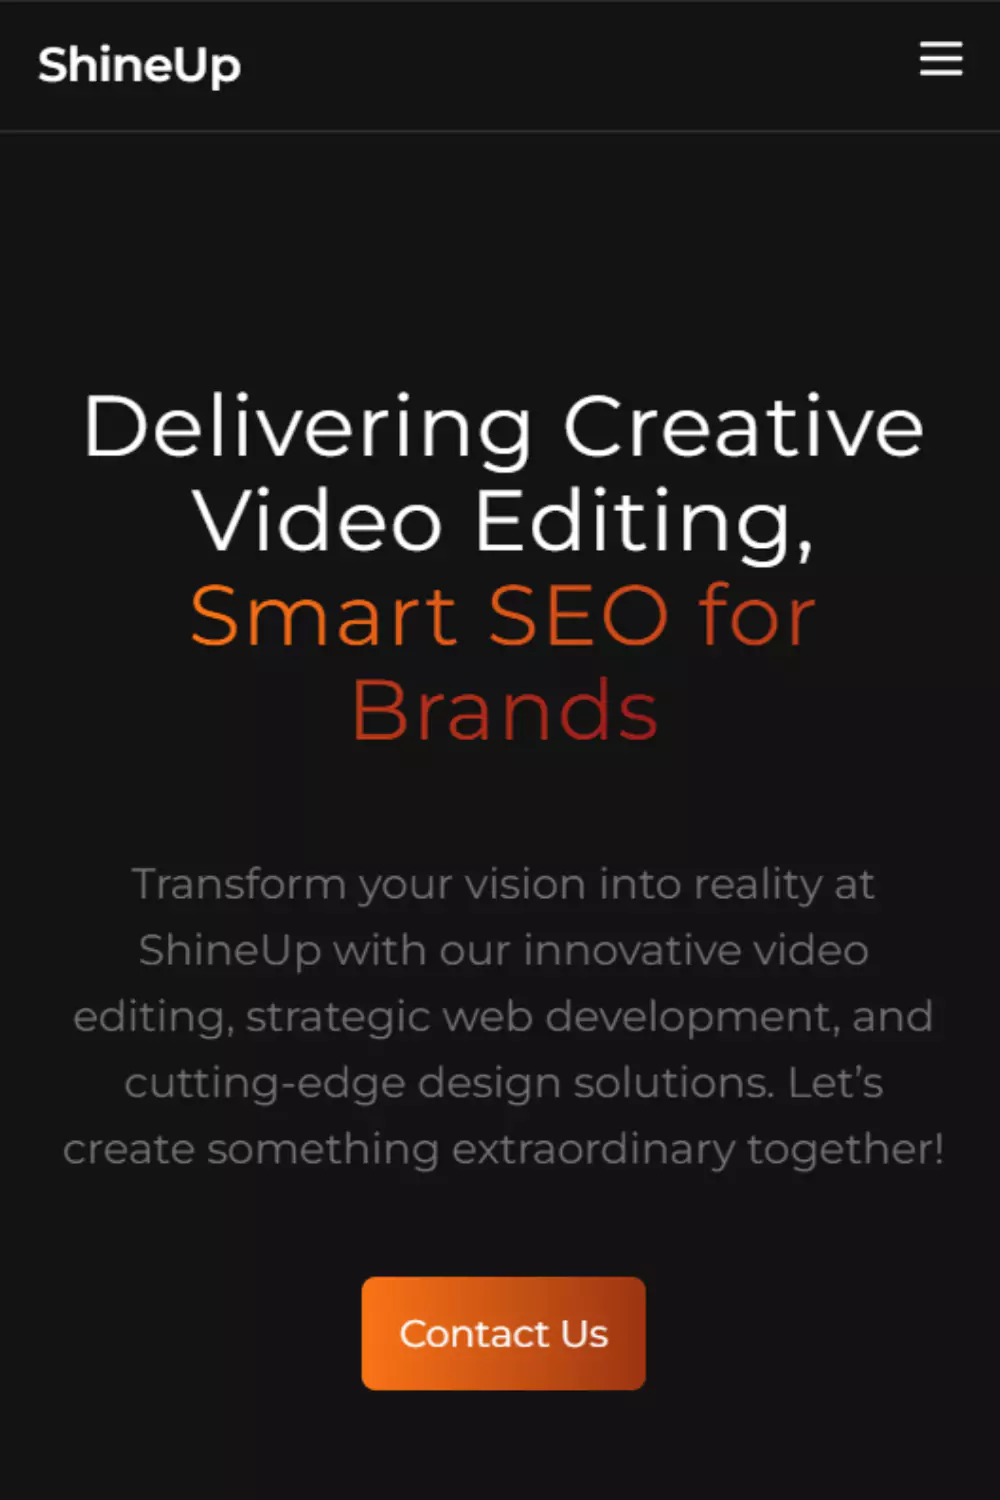 ShineUp
Delivering Creative
Video Editing,
Smart SEO for
Brands
Transform your vision into reality at
ShineUp with our innovative video
editing, strategic web development, and
cutting-edge design solutions. Let’s
create something extraordinary together!
Contact Us